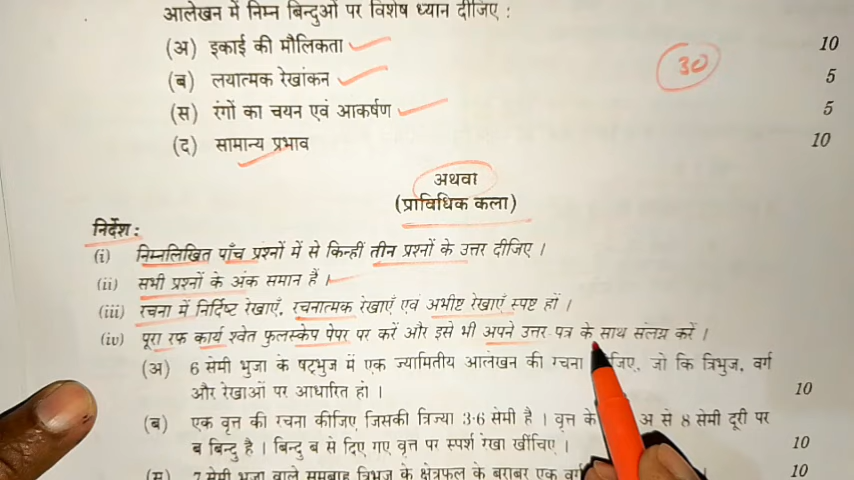 आलेखन में निम्न बिन्दुओं पर विशेष ध्यान दीजिए :
(अ) इकाई की मौलिकता 10
(ब) लयात्मक रेखांकन 5
(स) रंगों का चयन एवं आकर्षण 5
(द) सामान्य प्रभाव 10
30
अथवा
(प्राविधिक कला)
निर्देश :
(i) निम्नलिखित पाँच प्रश्नों में से किन्हीं तीन प्रश्नों के उत्तर दीजिए ।
(ii) सभी प्रश्नों के अंक समान हैं ।
(iii) रचना में निर्दिष्ट रेखाएँ, रचनात्मक रेखाएँ एवं अभीष्ट रेखाएँ स्पष्ट हों ।
(iv) पूरा रफ कार्य श्वेत फुलस्केप पेपर पर करें और इसे भी अपने उत्तर पत्र के साथ संलग्न करें ।
(अ) 6 सेमी भुजा के षट्भुज में एक ज्यामितीय आलेखन की रचना जो कि त्रिभुज, वर्ग
और रेखाओं पर आधारित हो । 10
(ब) एक वृत्त की रचना कीजिए जिसकी त्रिज्या 3·6 सेमी है । वृत्त के अ से 8 सेमी दूरी पर
ब बिन्दु है । बिन्दु ब से दिए गए वृत्त पर स्पर्श रेखा खींचिए । 10
(स) 7 सेमी भुजा वाले समबाहु त्रिभुज के क्षेत्रफल के बराबर एक वर्ग 10